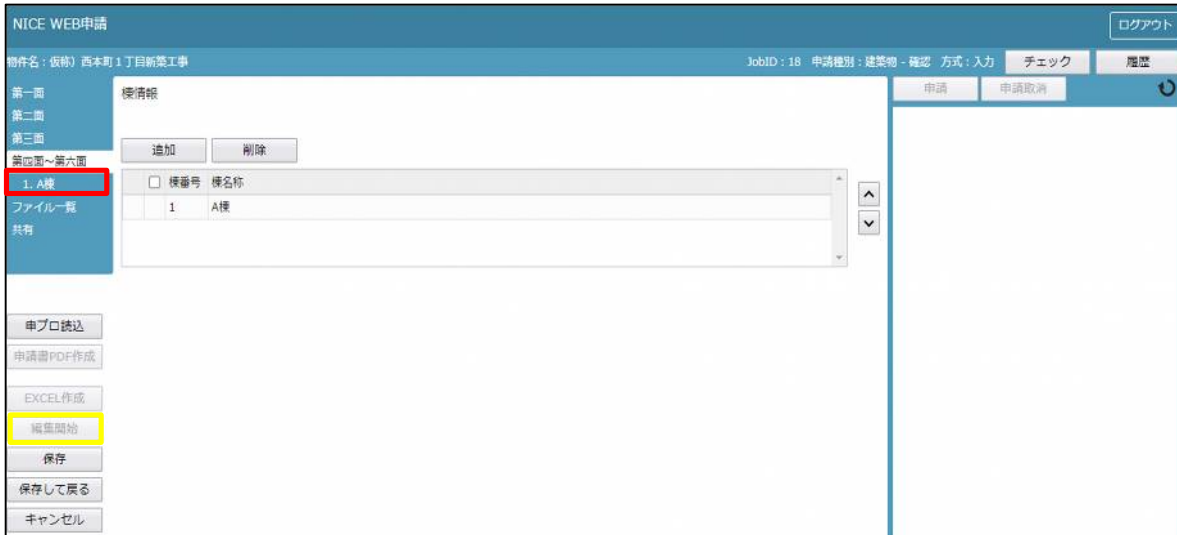 NICE WEB申請
ログアウト
物件名：仮称）西本町１丁目新築工事
JobID：18 申請種別：建築物 - 確認 方式：入力
チェック
履歴
第一面
第二面
第三面
第四面～第六面
1. A棟
ファイル一覧
共有
棟情報
追加
削除
棟番号 棟名称
1 A棟
申請
申請取消
申プロ読込
申請書PDF作成
EXCEL作成
編集開始
保存
保存して戻る
キャンセル